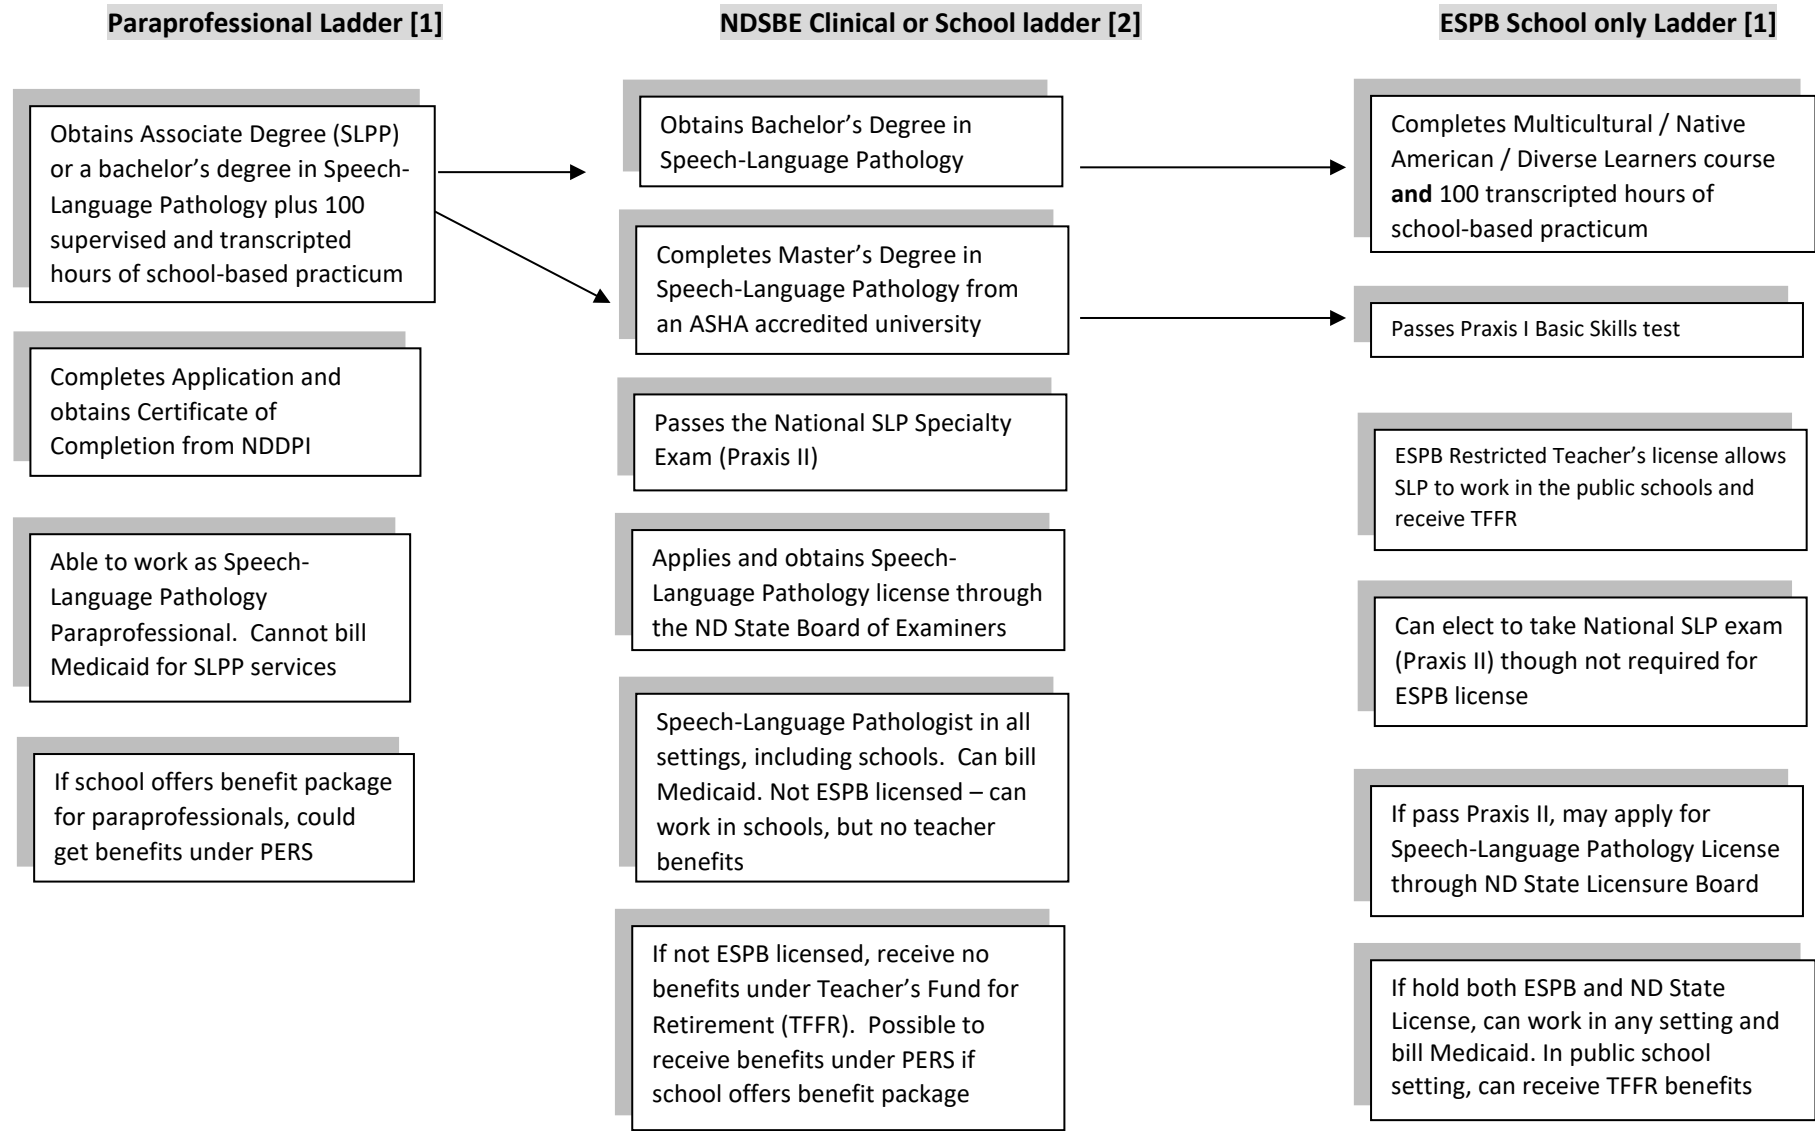 Paraprofessional Ladder [1]
Obtains Associate Degree (SLPP)
or a bachelor’s degree in Speech-
Language Pathology plus 100
supervised and transcripted
hours of school-based practicum
Completes Application and
obtains Certificate of
Completion from NDDPI
Able to work as Speech-
Language Pathology
Paraprofessional.  Cannot bill
Medicaid for SLPP services
If school offers benefit package
for paraprofessionals, could
get benefits under PERS
NDSBE Clinical or School ladder [2]
Obtains Bachelor’s Degree in
Speech-Language Pathology
Completes Master’s Degree in
Speech-Language Pathology from
an ASHA accredited university
Passes the National SLP Specialty
Exam (Praxis II)
Applies and obtains Speech-
Language Pathology license through
the ND State Board of Examiners
Speech-Language Pathologist in all
settings, including schools.  Can bill
Medicaid. Not ESPB licensed – can
work in schools, but no teacher
benefits
If not ESPB licensed, receive no
benefits under Teacher’s Fund for
Retirement (TFFR).  Possible to
receive benefits under PERS if
school offers benefit package
ESPB School only Ladder [1]
Completes Multicultural / Native
American / Diverse Learners course
and 100 transcripted hours of
school-based practicum
Passes Praxis I Basic Skills test
ESPB Restricted Teacher’s license allows
SLP to work in the public schools and
receive TFFR
Can elect to take National SLP exam
(Praxis II) though not required for
ESPB license
If pass Praxis II, may apply for
Speech-Language Pathology License
through ND State Licensure Board
If hold both ESPB and ND State
License, can work in any setting and
bill Medicaid. In public school
setting, can receive TFFR benefits